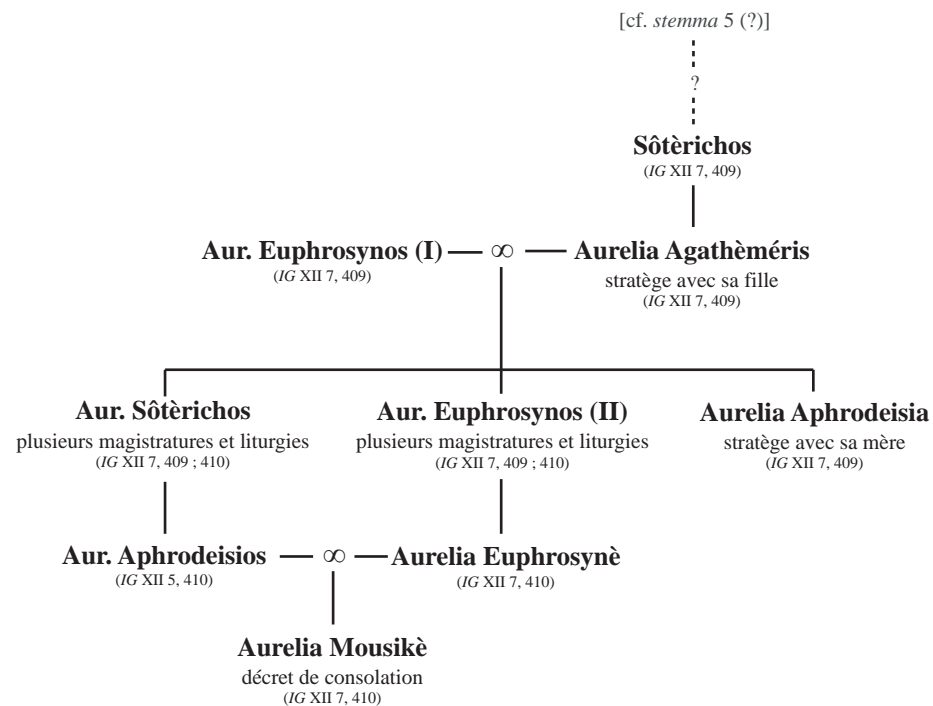 [cf. stemma 5 (?)]
?
Sôtèrichos
(IG XII 7, 409)
Aur. Euphrosynos (I) ∞ Aurelia Agathèméris
(IG XII 7, 409)
stratège avec sa fille
(IG XII 7, 409)
Aur. Sôtèrichos
plusieurs magistratures et liturgies
(IG XII 7, 409 ; 410)
Aur. Euphrosynos (II)
plusieurs magistratures et liturgies
(IG XII 7, 409 ; 410)
Aurelia Aphrodeisia
stratège avec sa mère
(IG XII 7, 409)
Aur. Aphrodeisios ∞ Aurelia Euphrosynè
(IG XII 5, 410)
(IG XII 7, 410)
Aurelia Mousikè
décret de consolation
(IG XII 7, 410)